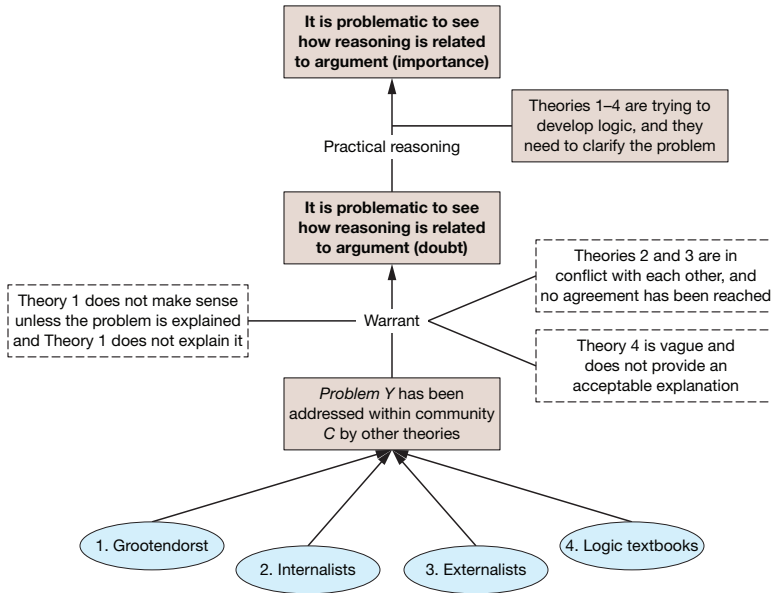 It is problematic to see
how reasoning is related
to argument (importance)
Theories 1–4 are trying to
develop logic, and they
need to clarify the problem
Practical reasoning
It is problematic to see
how reasoning is related
to argument (doubt)
Theories 2 and 3 are in
conflict with each other, and
no agreement has been reached
Theory 1 does not make sense
unless the problem is explained
and Theory 1 does not explain it
Warrant
Theory 4 is vague and
does not provide an
acceptable explanation
Problem Y has been
addressed within community
C by other theories
1. Grootendorst
2. Internalists
3. Externalists
4. Logic textbooks